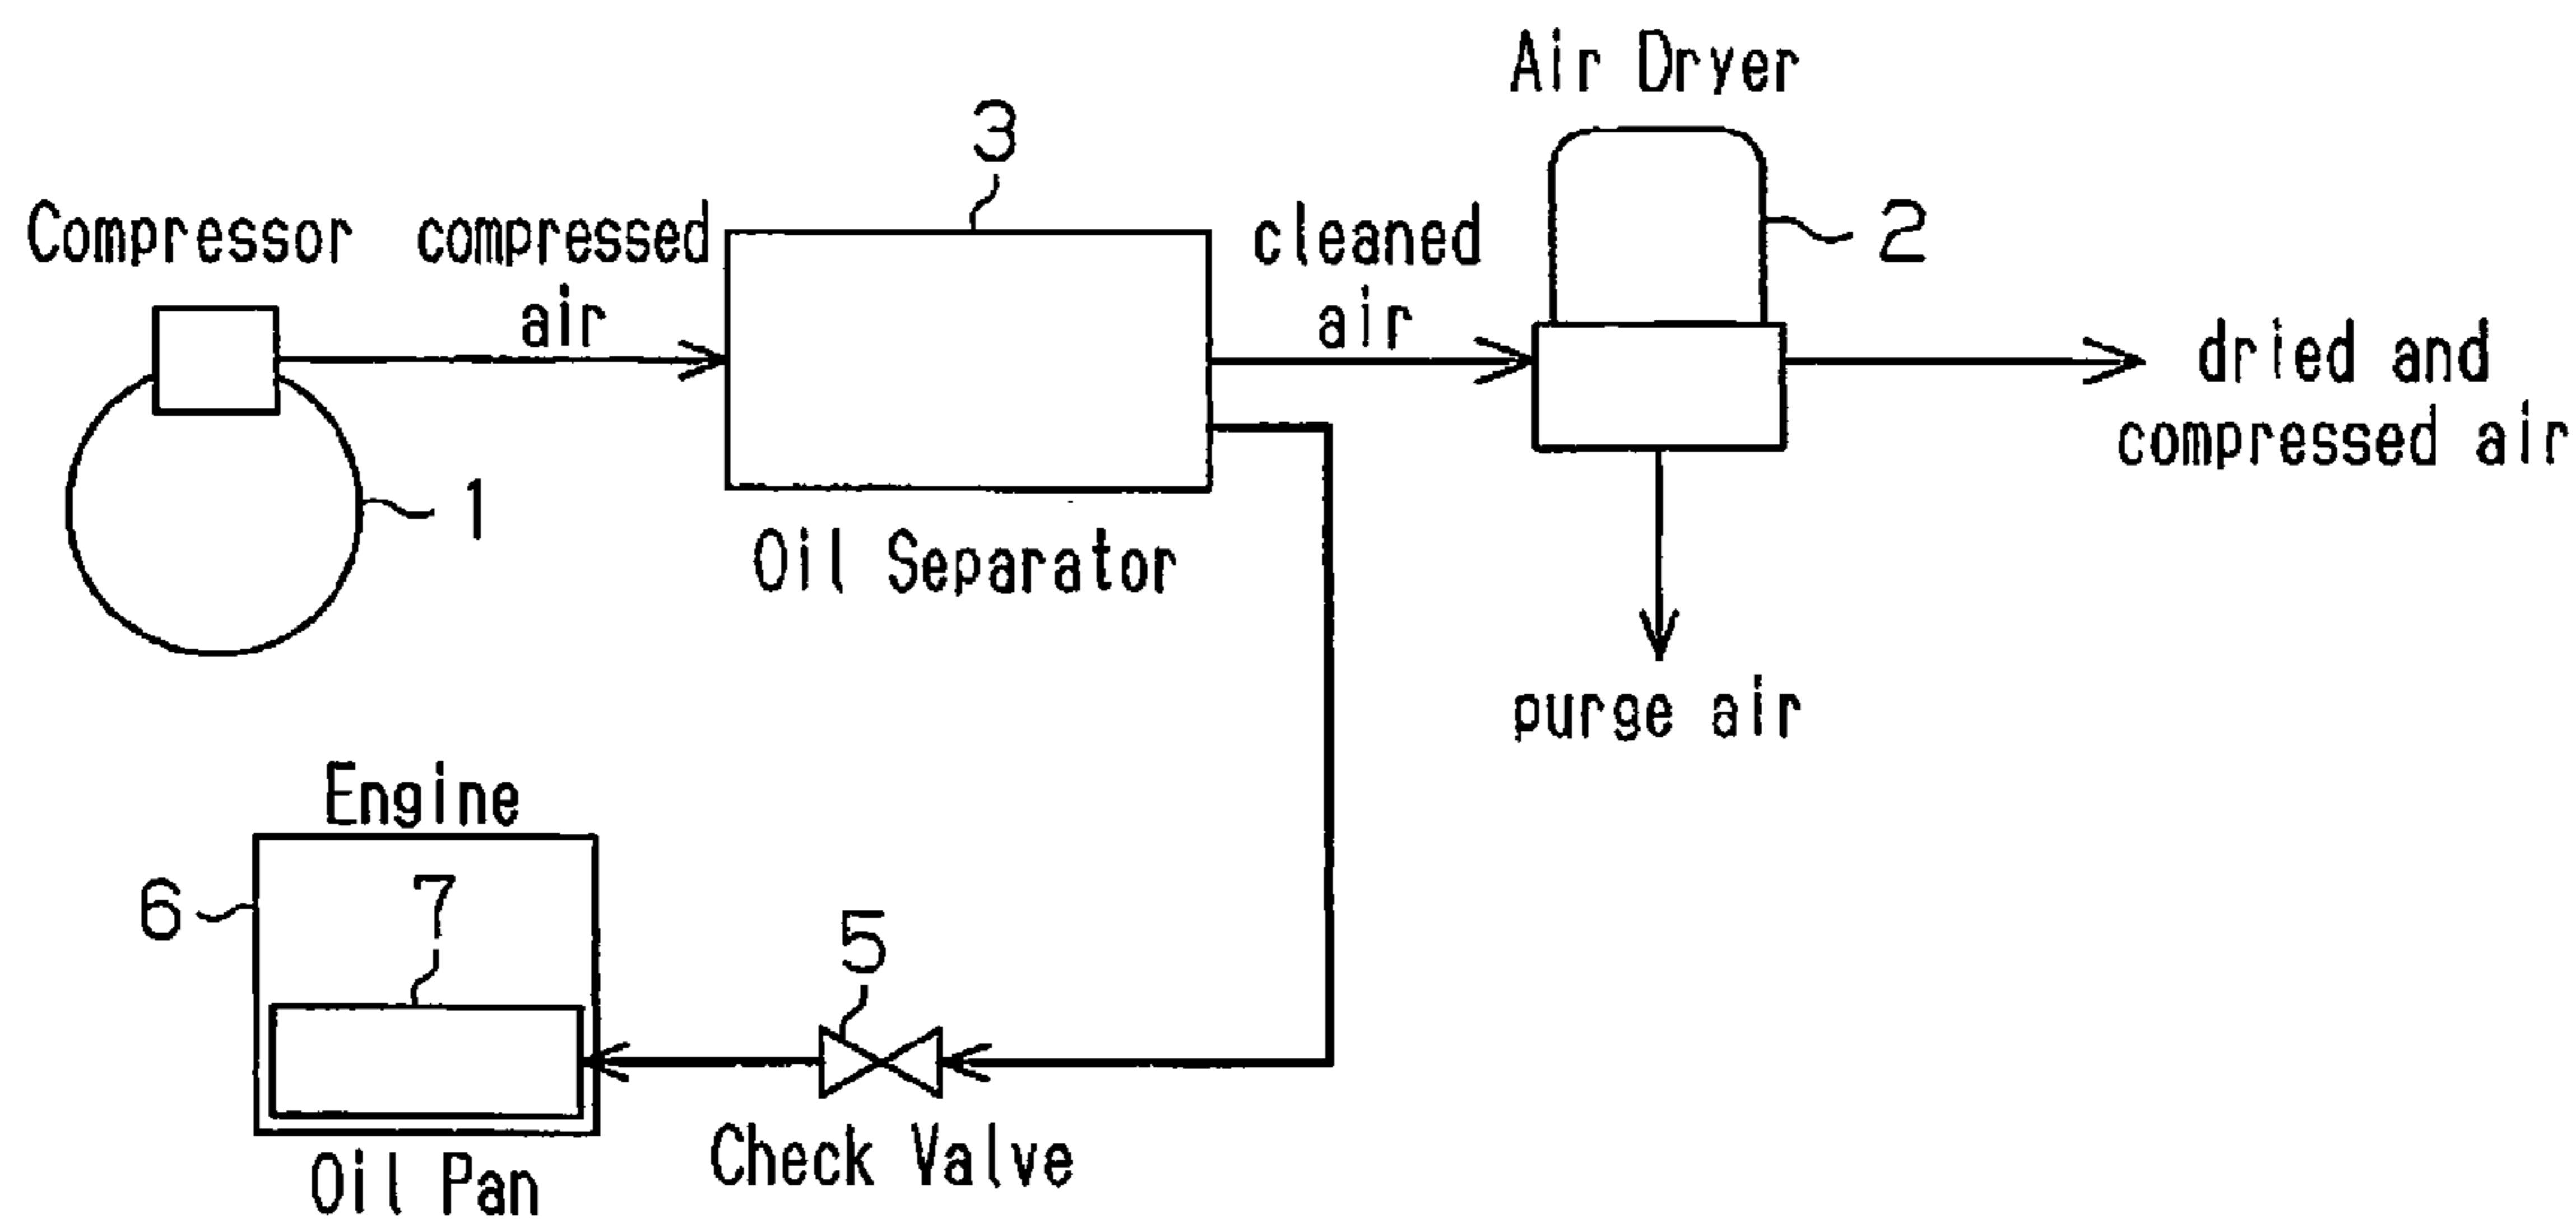 Air Dryer
3
Compressor
compressed
air
cleaned
air
2
dried and
compressed air
1
Oil Separator
purge air
Engine
6
7
5
Check Valve
Oil Pan